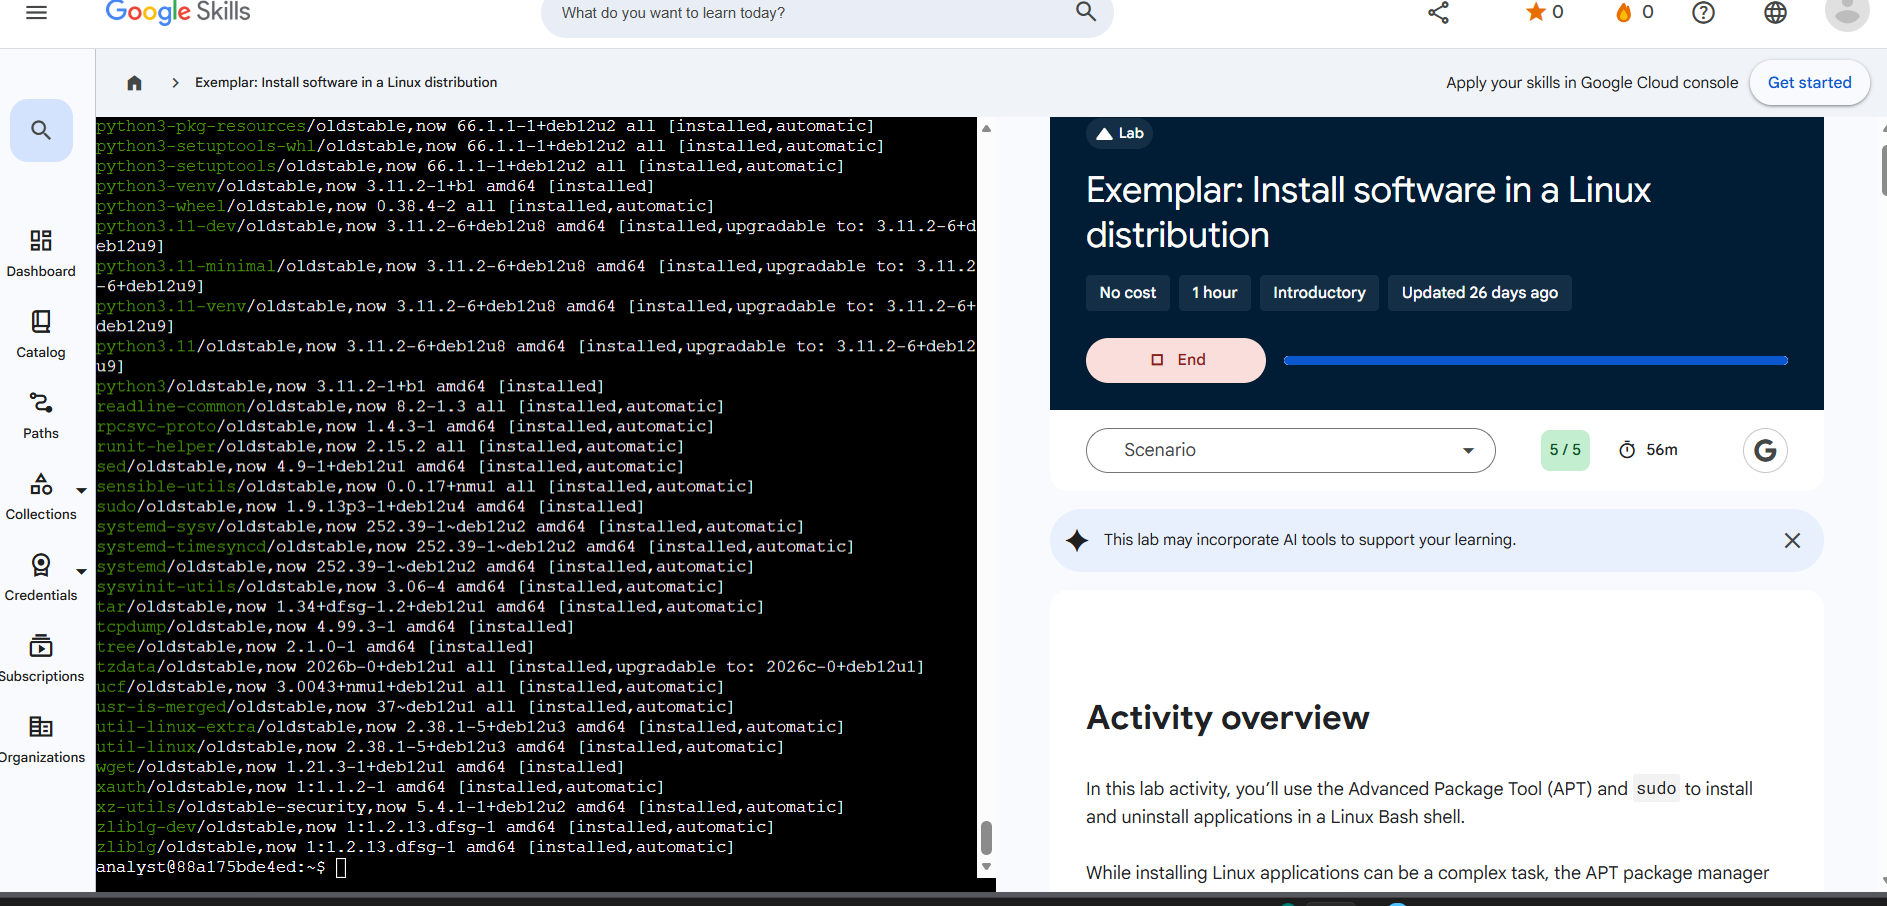 Google Skills
What do you want to learn today?
0
0
Exemplar: Install software in a Linux distribution
Apply your skills in Google Cloud console
Get started
Dashboard
Catalog
Paths
Collections
Credentials
Subscriptions
Organizations
python3-pkg-resources/oldstable,now 66.1.1-1+deb12u2 all [installed,automatic]
python3-setuptools-whl/oldstable,now 66.1.1-1+deb12u2 all [installed,automatic]
python3-setuptools/oldstable,now 66.1.1-1+deb12u2 all [installed,automatic]
python3-venv/oldstable,now 3.11.2-1+b1 amd64 [installed]
python3-wheel/oldstable,now 0.38.4-2 all [installed,automatic]
python3.11-dev/oldstable,now 3.11.2-6+deb12u8 amd64 [installed,upgradable to: 3.11.2-6+d
eb12u9]
python3.11-minimal/oldstable,now 3.11.2-6+deb12u8 amd64 [installed,upgradable to: 3.11.2
-6+deb12u9]
python3.11-venv/oldstable,now 3.11.2-6+deb12u8 amd64 [installed,upgradable to: 3.11.2-6+
deb12u9]
python3.11/oldstable,now 3.11.2-6+deb12u8 amd64 [installed,upgradable to: 3.11.2-6+deb12
u9]
python3/oldstable,now 3.11.2-1+b1 amd64 [installed]
readline-common/oldstable,now 8.2-1.3 all [installed,automatic]
rpcsvc-proto/oldstable,now 1.4.3-1 amd64 [installed,automatic]
runit-helper/oldstable,now 2.15.2 all [installed,automatic]
sed/oldstable,now 4.9-1+deb12u1 amd64 [installed,automatic]
sensible-utils/oldstable,now 0.0.17+nmu1 all [installed,automatic]
sudo/oldstable,now 1.9.13p3-1+deb12u4 amd64 [installed]
systemd-sysv/oldstable,now 252.39-1~deb12u2 amd64 [installed,automatic]
systemd-timesyncd/oldstable,now 252.39-1~deb12u2 amd64 [installed,automatic]
systemd/oldstable,now 252.39-1~deb12u2 amd64 [installed,automatic]
sysvinit-utils/oldstable,now 3.06-4 amd64 [installed,automatic]
tar/oldstable,now 1.34+dfsg-1.2+deb12u1 amd64 [installed,automatic]
tcpdump/oldstable,now 4.99.3-1 amd64 [installed]
tree/oldstable,now 2.1.0-1 amd64 [installed]
tzdata/oldstable,now 2026b-0+deb12u1 all [installed,upgradable to: 2026c-0+deb12u1]
ucf/oldstable,now 3.0043+nmu1+deb12u1 all [installed,automatic]
usr-is-merged/oldstable,now 37~deb12u1 all [installed,automatic]
util-linux-extra/oldstable,now 2.38.1-5+deb12u3 amd64 [installed,automatic]
util-linux/oldstable,now 2.38.1-5+deb12u3 amd64 [installed,automatic]
wget/oldstable,now 1.21.3-1+deb12u1 amd64 [installed]
xauth/oldstable,now 1:1.1.2-1 amd64 [installed,automatic]
xz-utils/oldstable-security,now 5.4.1-1+deb12u2 amd64 [installed,automatic]
zlib1g-dev/oldstable,now 1:1.2.13.dfsg-1 amd64 [installed,automatic]
zlib1g/oldstable,now 1:1.2.13.dfsg-1 amd64 [installed,automatic]
analyst@88a175bde4ed:~$
Lab
Exemplar: Install software in a Linux
distribution
No cost
1 hour
Introductory
Updated 26 days ago
End
Scenario
5 / 5
56m
G
This lab may incorporate AI tools to support your learning.
Activity overview
In this lab activity, you’ll use the Advanced Package Tool (APT) and sudo to install
and uninstall applications in a Linux Bash shell.
While installing Linux applications can be a complex task, the APT package manager